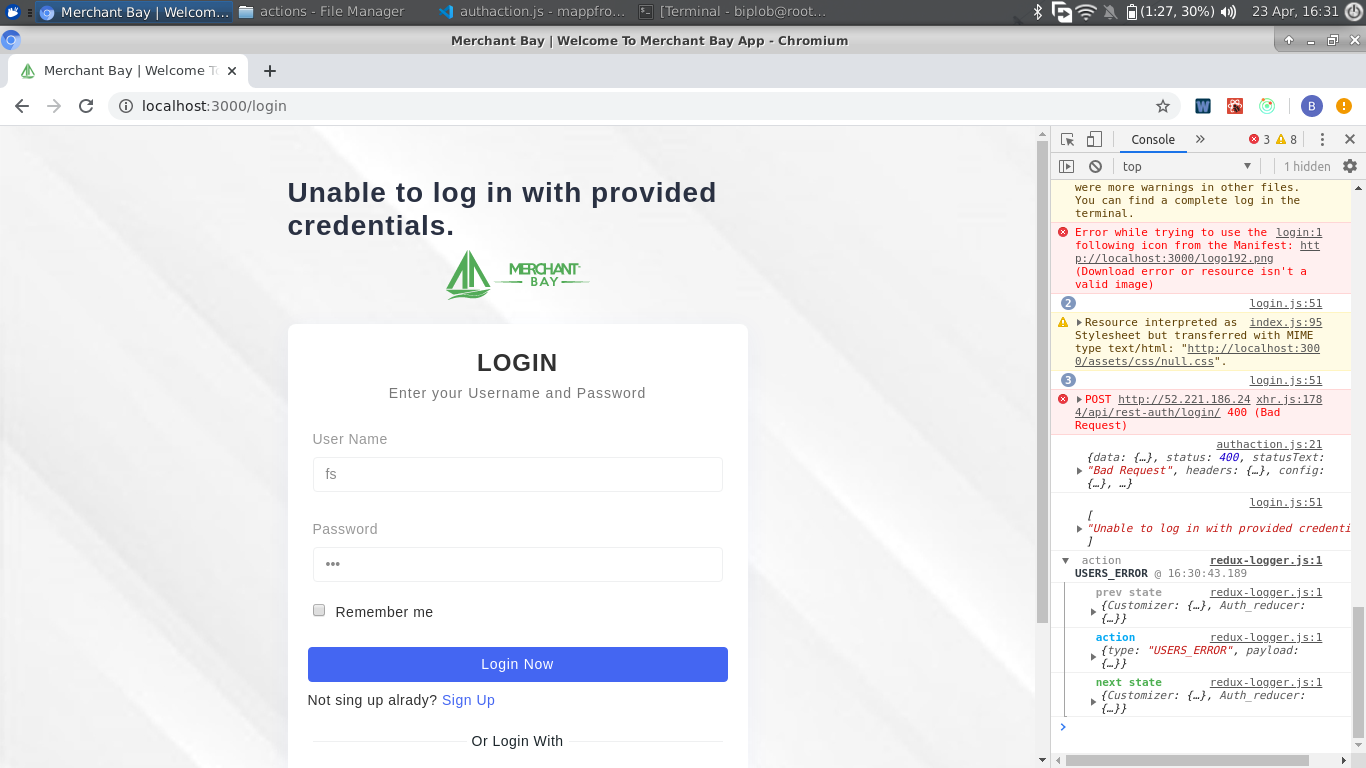 Merchant Bay | Welcom...
actions - File Manager
authaction.js - mappfro...
[Terminal - biplob@root...
(1:27, 30%)
23 Apr, 16:31
Merchant Bay | Welcome To Merchant Bay App - Chromium
Merchant Bay | Welcome To
localhost:3000/login
W
B
Console
3
8
top
1 hidden
Unable to log in with provided
credentials.
MERCHANT
BAY
LOGIN
Enter your Username and Password
User Name
fs
Password
•••
Remember me
Login Now
Not sing up alrady? Sign Up
Or Login With
were more warnings in other files.
You can find a complete log in the
terminal.
Error while trying to use the login:1
following icon from the Manifest: htt
p://localhost:3000/logo192.png
(Download error or resource isn't a
valid image)
2 login.js:51
Resource interpreted as index.js:95
Stylesheet but transferred with MIME
type text/html: "http://localhost:300
0/assets/css/null.css".
3 login.js:51
POST http://52.221.186.24 xhr.js:178
4/api/rest-auth/login/ 400 (Bad
Request)
authaction.js:21
{data: {…}, status: 400, statusText:
"Bad Request", headers: {…}, config:
{…}, …}
login.js:51
[
"Unable to log in with provided credenti
]
action redux-logger.js:1
USERS_ERROR @ 16:30:43.189
prev state redux-logger.js:1
{Customizer: {…}, Auth_reducer:
{…}}
action redux-logger.js:1
{type: "USERS_ERROR", payload:
{…}}
next state redux-logger.js:1
{Customizer: {…}, Auth_reducer:
{…}}